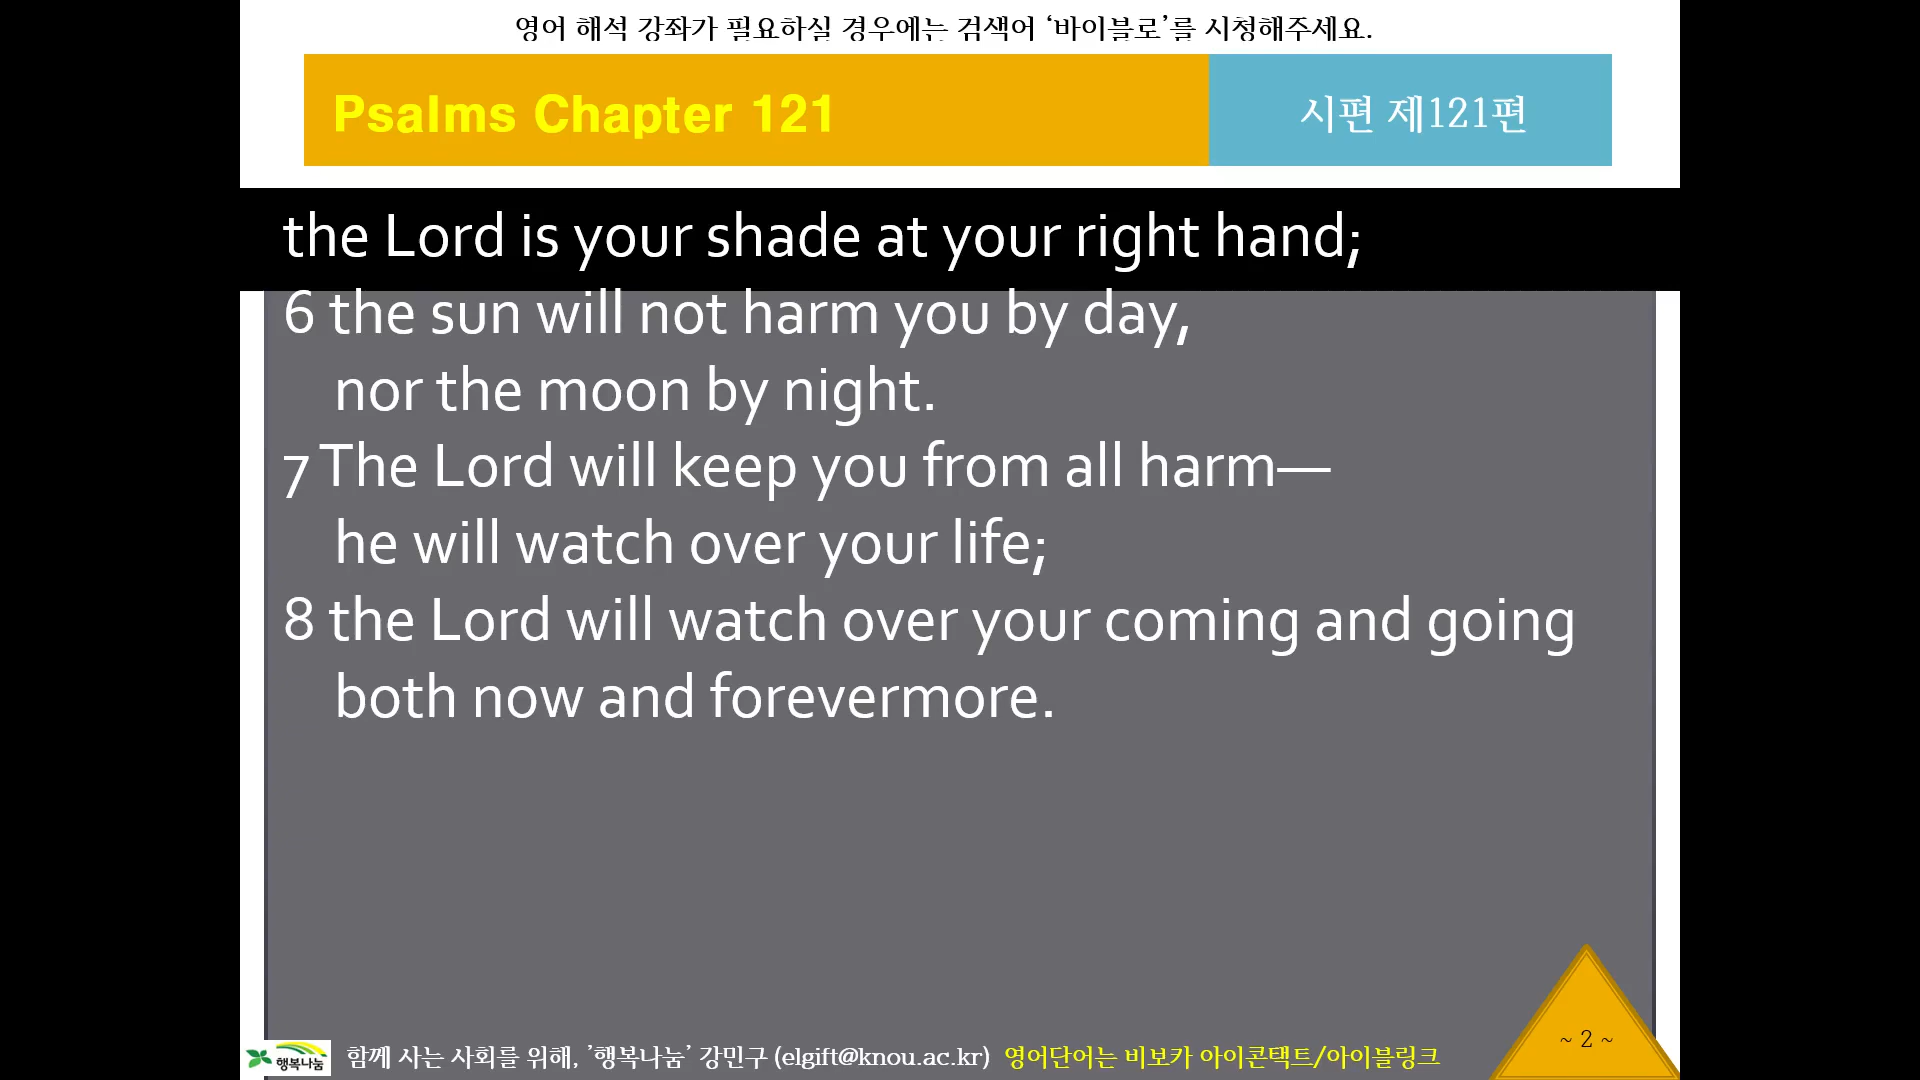 영어 해석 강좌가 필요하실 경우에는 검색어 ‘바이블로’를 시청해주세요.
Psalms Chapter 121
시편 제121편
the Lord is your shade at your right hand;
6 the sun will not harm you by day,
nor the moon by night.
7 The Lord will keep you from all harm—
he will watch over your life;
8 the Lord will watch over your coming and going
both now and forevermore.
~ 2 ~
행복나눔
함께 사는 사회를 위해, ’행복나눔’ 강민구 (elgift@knou.ac.kr) 영어단어는 비보카 아이콘택트/아이블링크